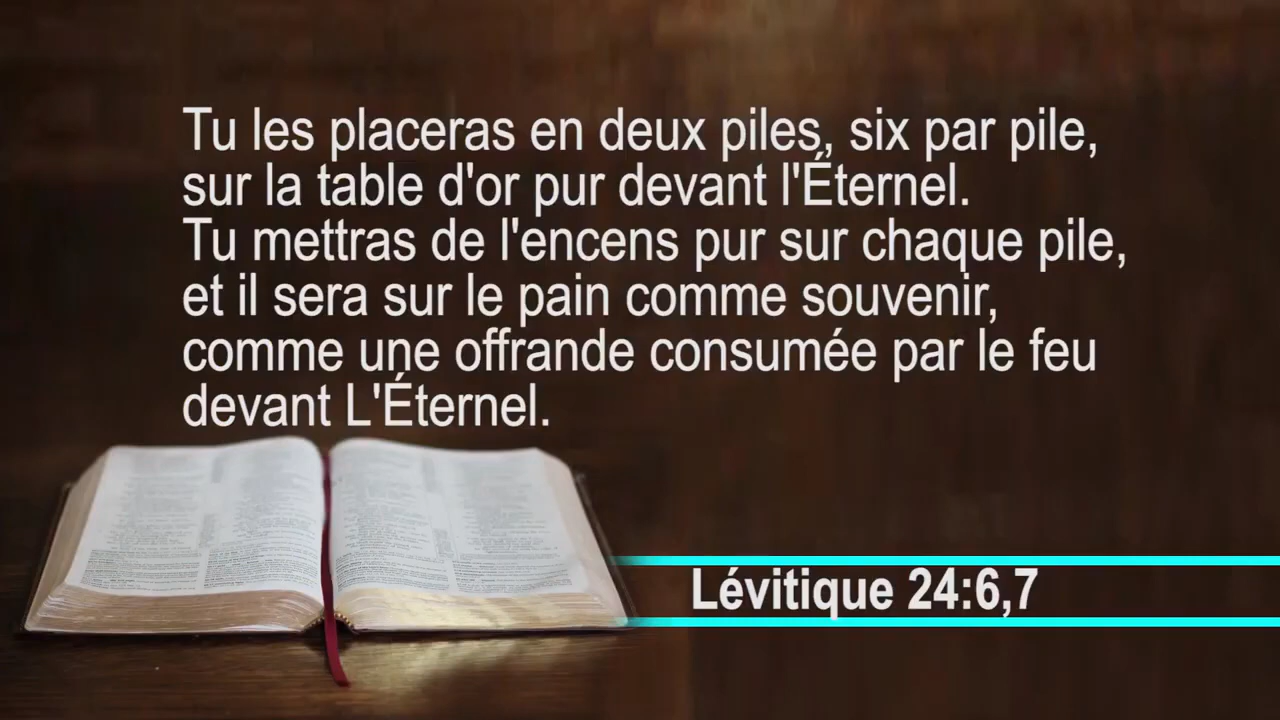 Tu les placeras en deux piles, six par pile,
sur la table d'or pur devant l'Éternel.
Tu mettras de l'encens pur sur chaque pile,
et il sera sur le pain comme souvenir,
comme une offrande consumée par le feu
devant L'Éternel.
Lévitique 24:6,7